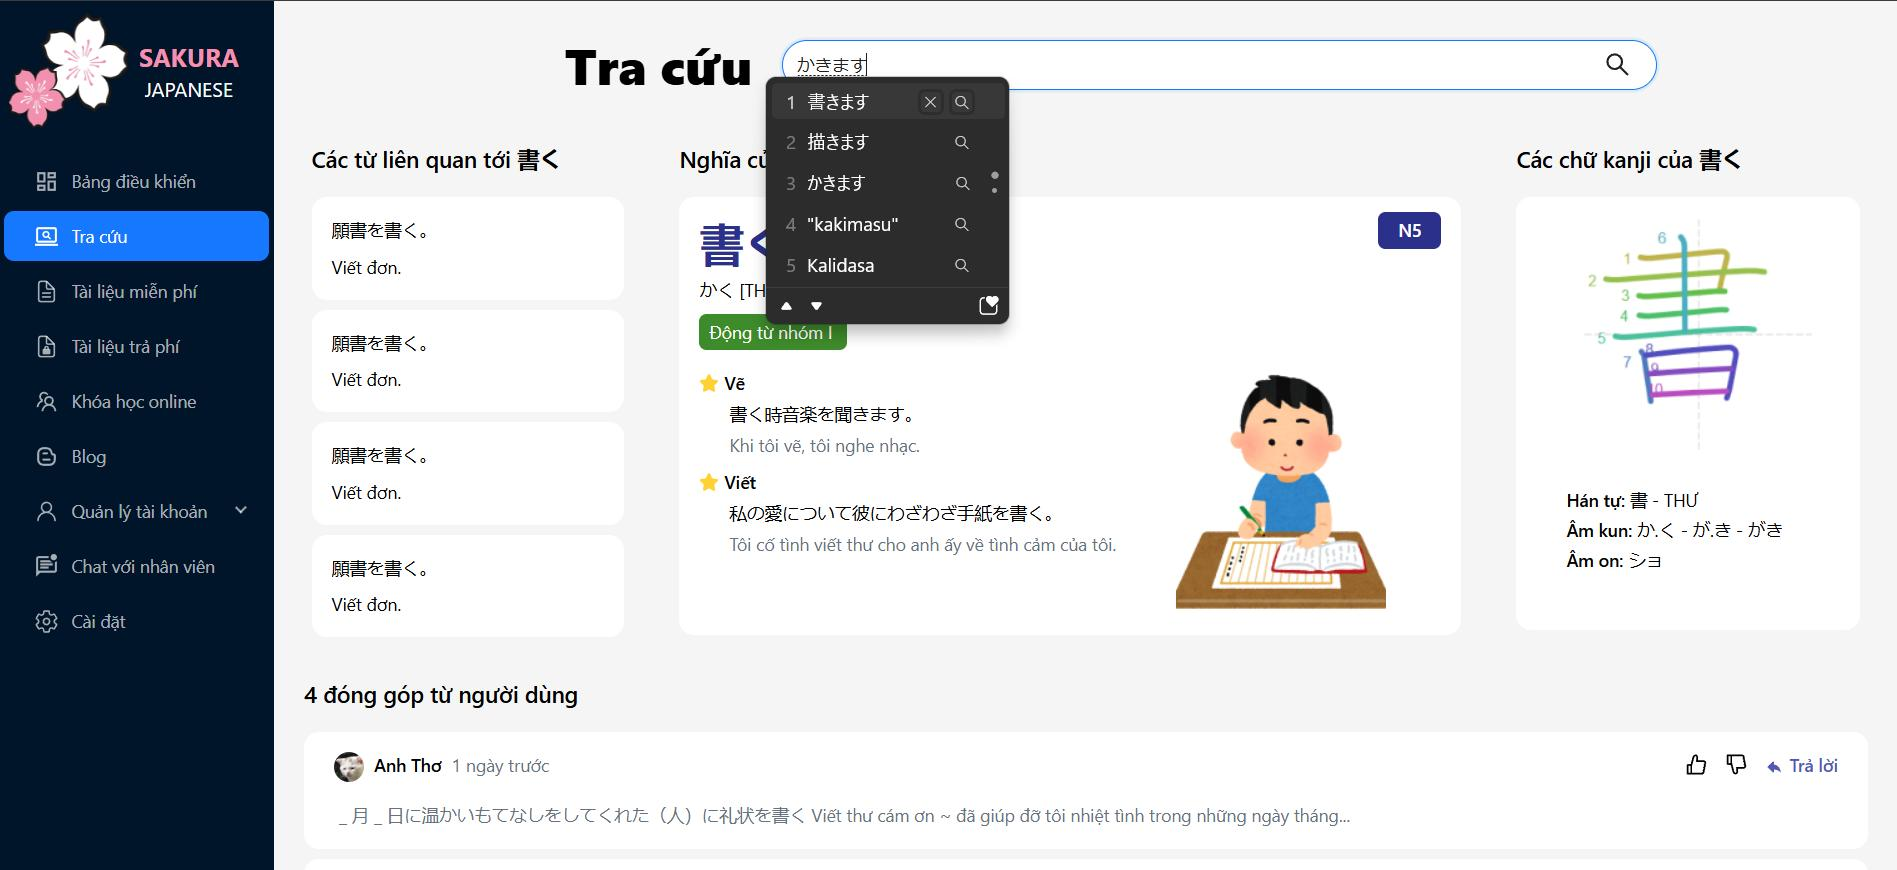 SAKURA
JAPANESE
Bảng điều khiển
Tra cứu
Tài liệu miễn phí
Tài liệu trả phí
Khóa học online
Blog
Quản lý tài khoản
Chat với nhân viên
Cài đặt
Tra cứu
かきます
1 書きます
2 描きます
3 かきます
4 "kakimasu"
5 Kalidasa
Các từ liên quan tới 書く
願書を書く。
Viết đơn.
願書を書く。
Viết đơn.
願書を書く。
Viết đơn.
願書を書く。
Viết đơn.
Nghĩa củ
書く
N5
かく [TH
Động từ nhóm I
Vẽ
書く時音楽を聞きます。
Khi tôi vẽ, tôi nghe nhạc.
Viết
私の愛について彼にわざわざ手紙を書く。
Tôi cố tình viết thư cho anh ấy về tình cảm của tôi.
Các chữ kanji của 書く
6
1
2
3
4
5
8
7
9
10
Hán tự: 書 - THƯ
Âm kun: か.く - が.き - がき
Âm on: ショ
4 đóng góp từ người dùng
Anh Thơ 1 ngày trước
Trả lời
_ 月 _ 日に温かいもてなしをしてくれた（人）に礼状を書く Viết thư cám ơn ~ đã giúp đỡ tôi nhiệt tình trong những ngày tháng...